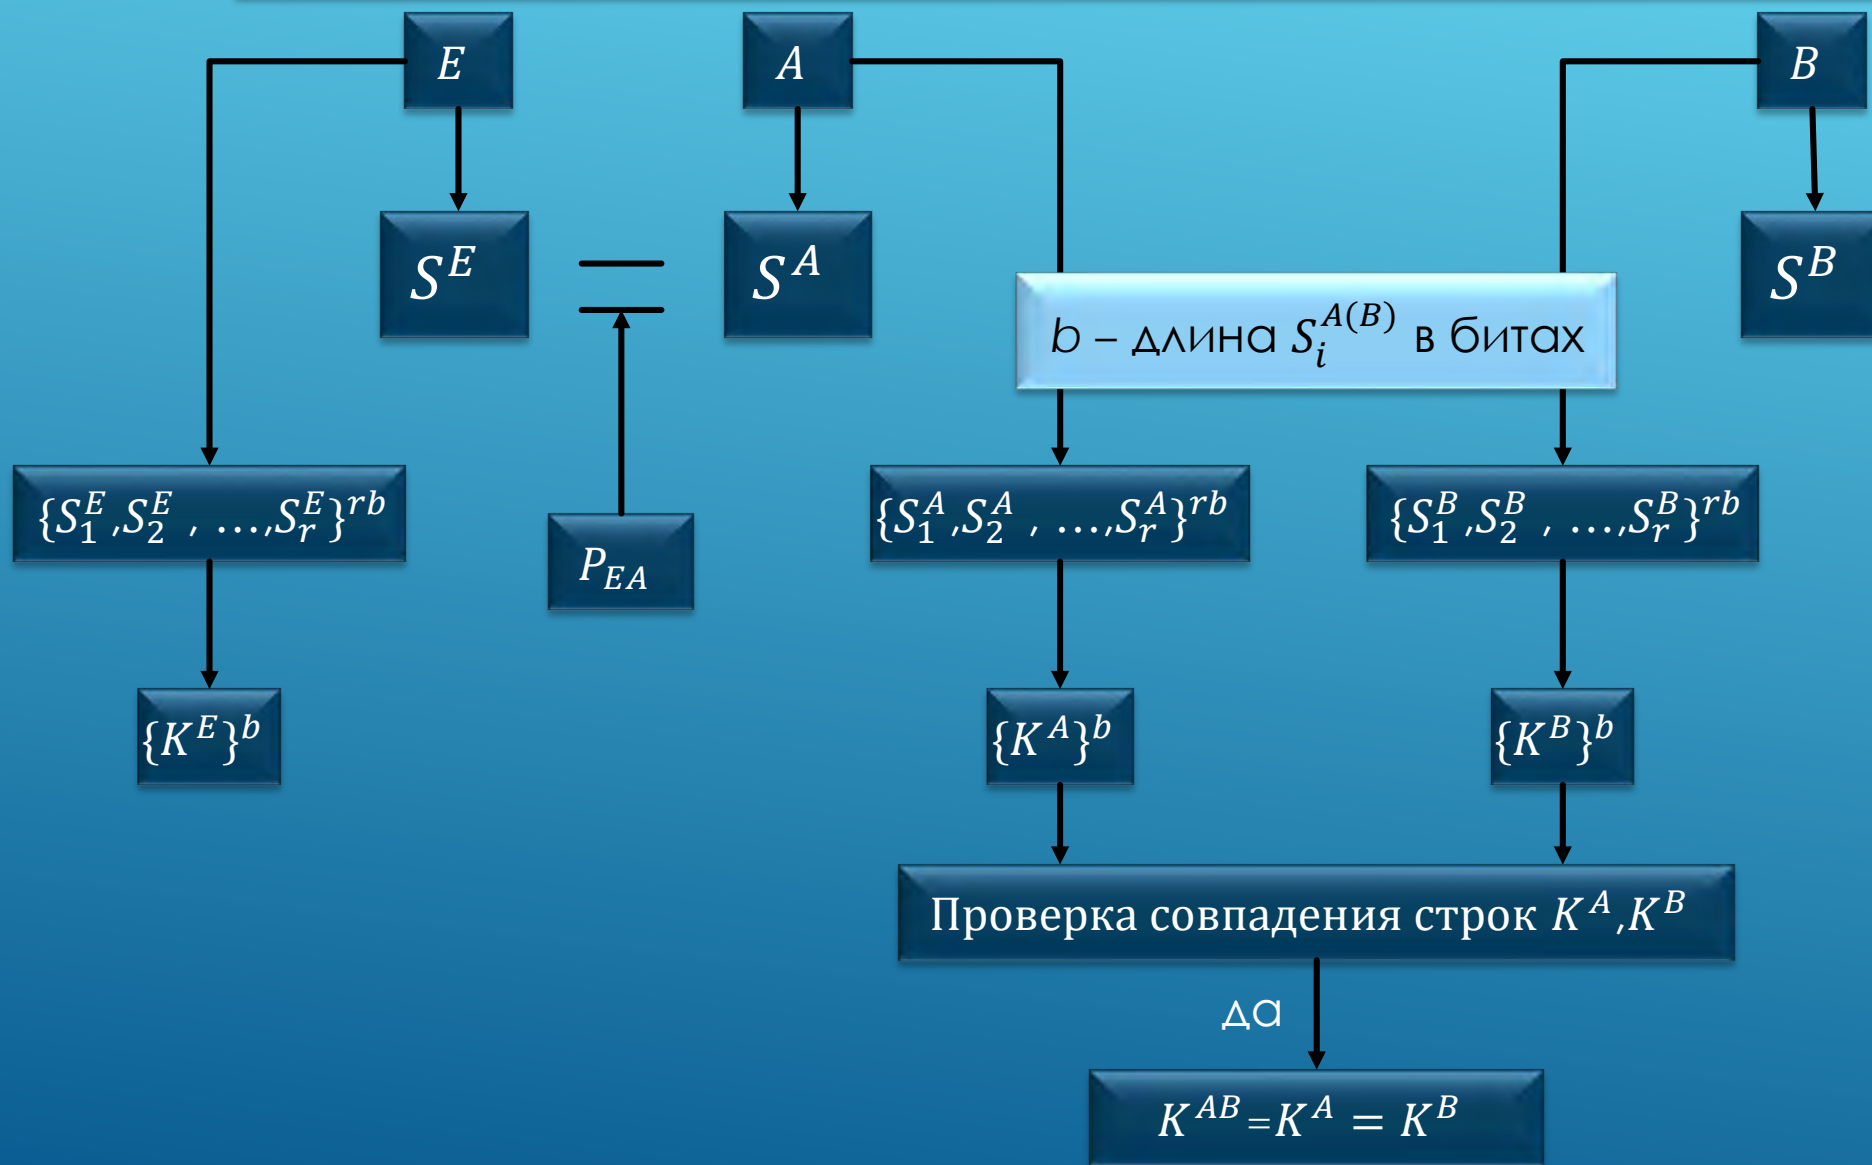 E
A
B
S^E
=
S^A
S^B
b – длина S_i^{A(B)} в битах
{S_1^E,S_2^E , …,S_r^E}^{rb}
{S_1^A,S_2^A , …,S_r^A}^{rb}
{S_1^B,S_2^B , …,S_r^B}^{rb}
P_{EA}
{K^E}^b
{K^A}^b
{K^B}^b
Проверка совпадения строк K^A,K^B
да
K^{AB}=K^A = K^B